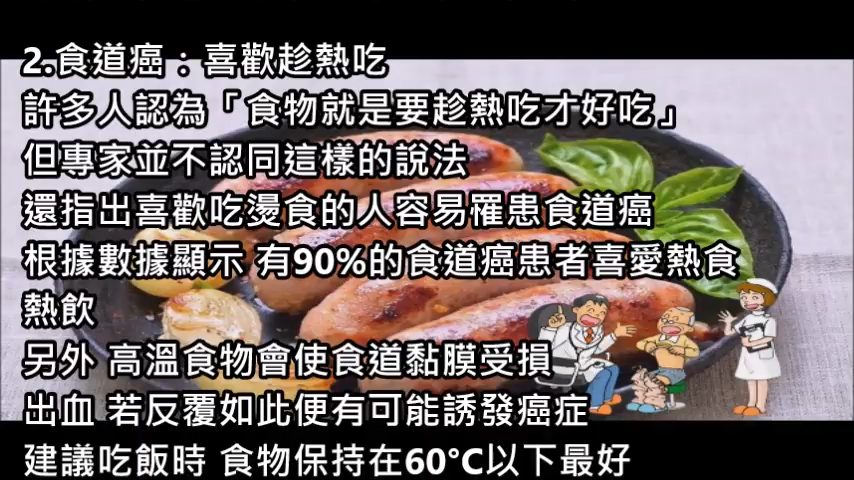 2.食道癌：喜歡趁熱吃
許多人認為「食物就是要趁熱吃才好吃」
但專家並不認同這樣的說法
還指出喜歡吃燙食的人容易罹患食道癌
根據數據顯示 有90%的食道癌患者喜愛熱食
熱飲
另外 高溫食物會使食道黏膜受損
出血 若反覆如此便有可能誘發癌症
建議吃飯時 食物保持在60°C以下最好